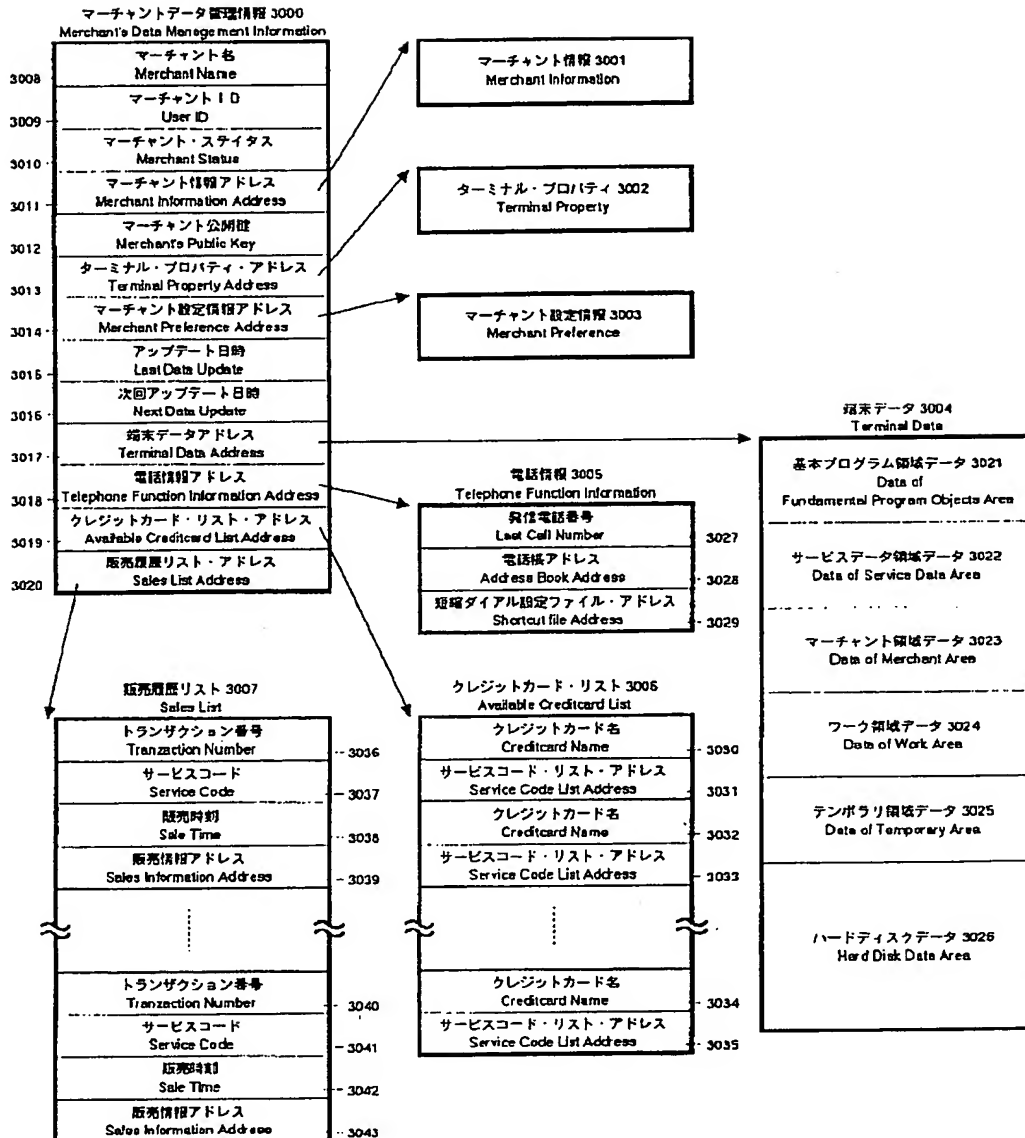 マーチャントデータ管理情報 3000
Merchant's Data Management Information
マーチャント名
Merchant Name
3008
マーチャントID
User ID
3009
マーチャント・ステイタス
Merchant Status
3010
マーチャント情報アドレス
Merchant Information Address
3011
マーチャント公開鍵
Merchant's Public Key
3012
ターミナル・プロパティ・アドレス
Terminal Property Address
3013
マーチャント設定情報アドレス
Merchant Preference Address
3014
アップデート日時
Last Data Update
3015
次回アップデート日時
Next Data Update
3016
端末データアドレス
Terminal Data Address
3017
電話情報アドレス
Telephone Function Information Address
3018
クレジットカード・リスト・アドレス
Available Creditcard List Address
3019
販売履歴リスト・アドレス
Sales List Address
3020
マーチャント情報 3001
Merchant Information
ターミナル・プロパティ 3002
Terminal Property
マーチャント設定情報 3003
Merchant Preference
端末データ 3004
Terminal Data
基本プログラム領域データ 3021
Data of
Fundamental Program Objects Area
サービスデータ領域データ 3022
Data of Service Data Area
マーチャント領域データ 3023
Data of Merchant Area
ワーク領域データ 3024
Data of Work Area
テンポラリ領域データ 3025
Data of Temporary Area
ハードディスクデータ 3026
Hard Disk Data Area
電話情報 3005
Telephone Function Information
発信電話番号
Last Call Number
3027
電話帳アドレス
Address Book Address
3028
短縮ダイアル設定ファイル・アドレス
Shortcut file Address
3029
販売履歴リスト 3007
Sales List
トランザクション番号
Tranzaction Number
3036
サービスコード
Service Code
3037
販売時刻
Sale Time
3038
販売情報アドレス
Sales Information Address
3039
トランザクション番号
Tranzaction Number
3040
サービスコード
Service Code
3041
販売時刻
Sale Time
3042
販売情報アドレス
Sales Information Address
3043
クレジットカード・リスト 3006
Available Creditcard List
クレジットカード名
Creditcard Name
3030
サービスコード・リスト・アドレス
Service Code List Address
3031
クレジットカード名
Creditcard Name
3032
サービスコード・リスト・アドレス
Service Code List Address
3033
クレジットカード名
Creditcard Name
3034
サービスコード・リスト・アドレス
Service Code List Address
3035